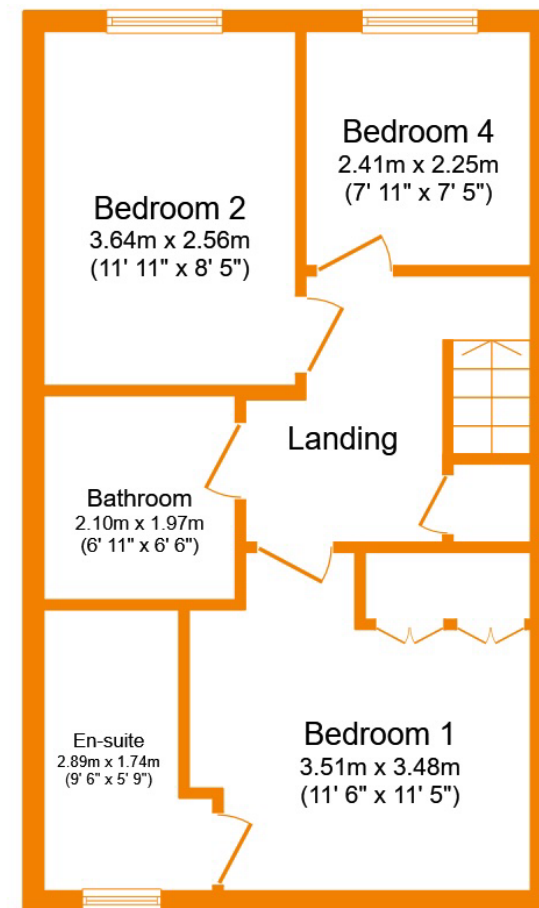 Bedroom 2
3.64m x 2.56m
(11' 11" x 8' 5")
Bedroom 4
2.41m x 2.25m
(7' 11" x 7' 5")
Landing
Bathroom
2.10m x 1.97m
(6' 11" x 6' 6")
En-suite
2.89m x 1.74m
(9' 6" x 5' 9")
Bedroom 1
3.51m x 3.48m
(11' 6" x 11' 5")